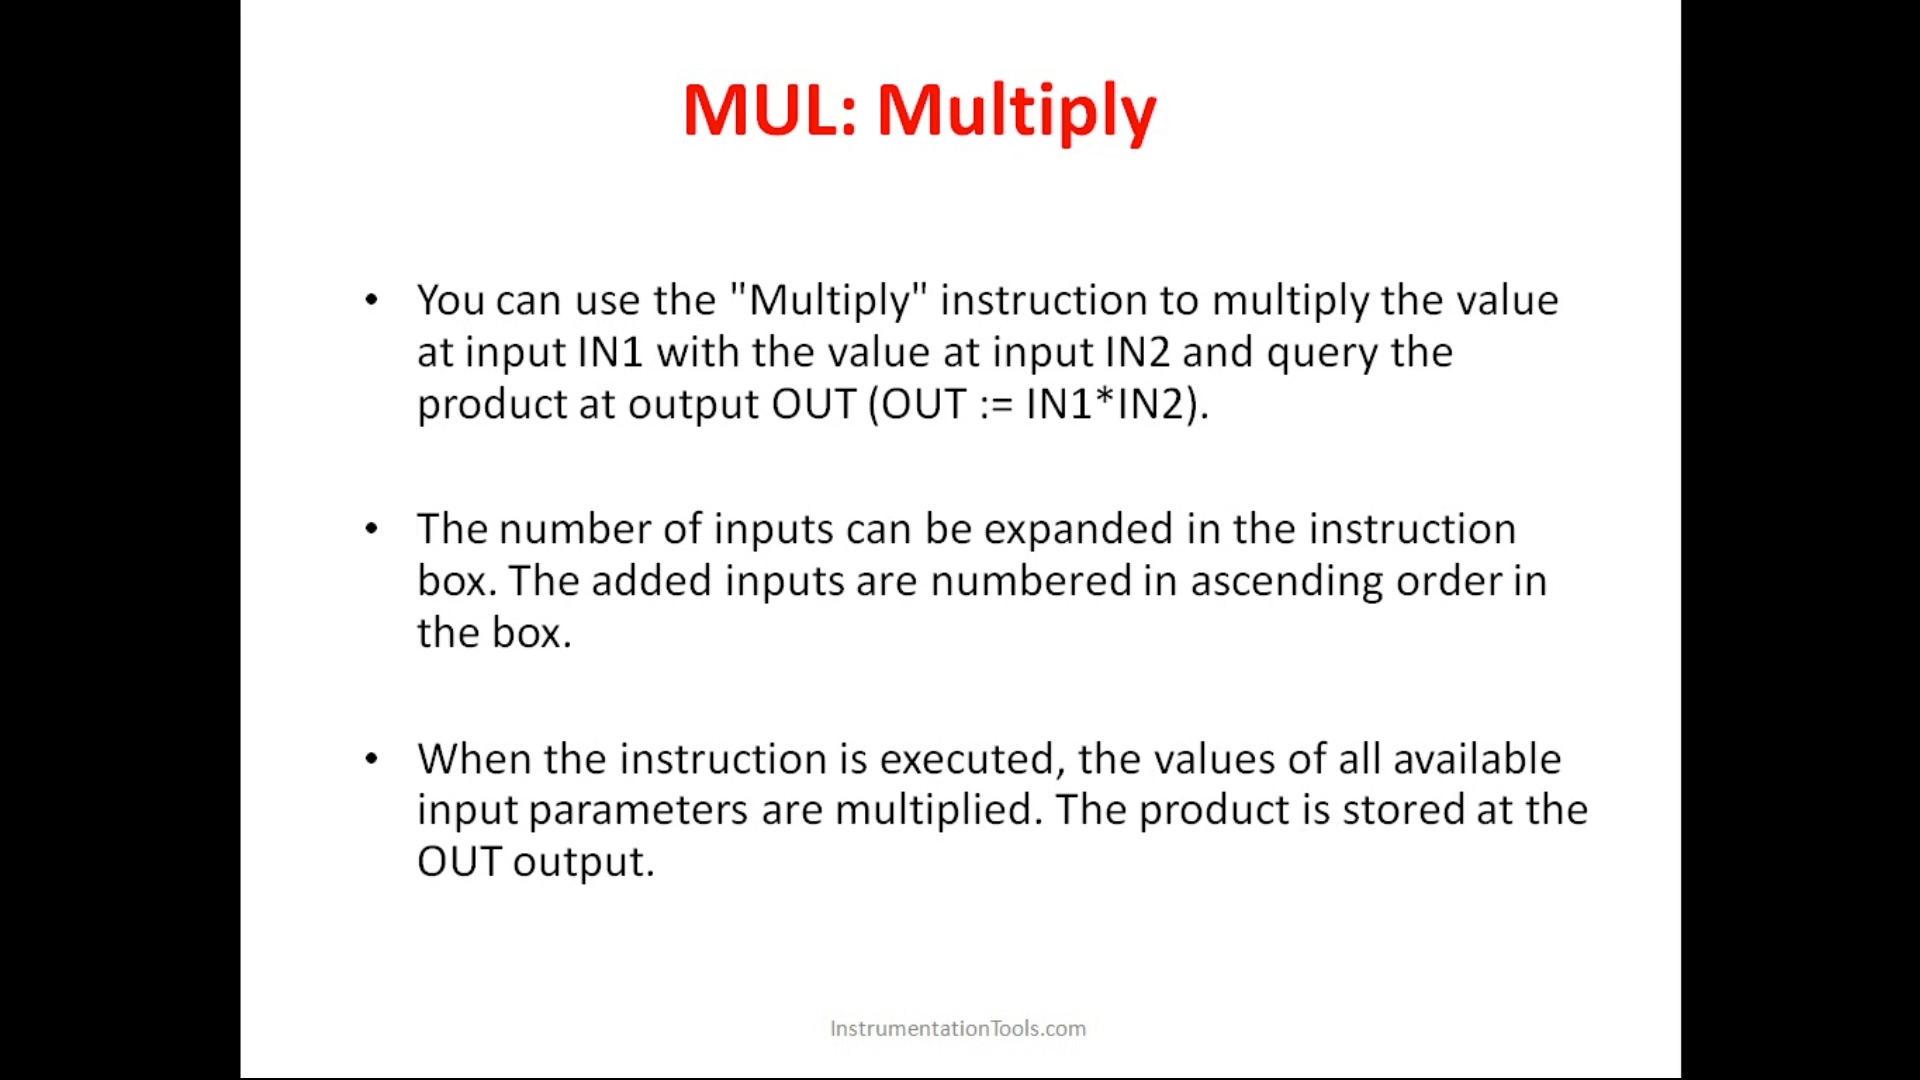 MUL: Multiply
• You can use the "Multiply" instruction to multiply the value
at input IN1 with the value at input IN2 and query the
product at output OUT (OUT := IN1*IN2).
• The number of inputs can be expanded in the instruction
box. The added inputs are numbered in ascending order in
the box.
• When the instruction is executed, the values of all available
input parameters are multiplied. The product is stored at the
OUT output.
InstrumentationTools.com